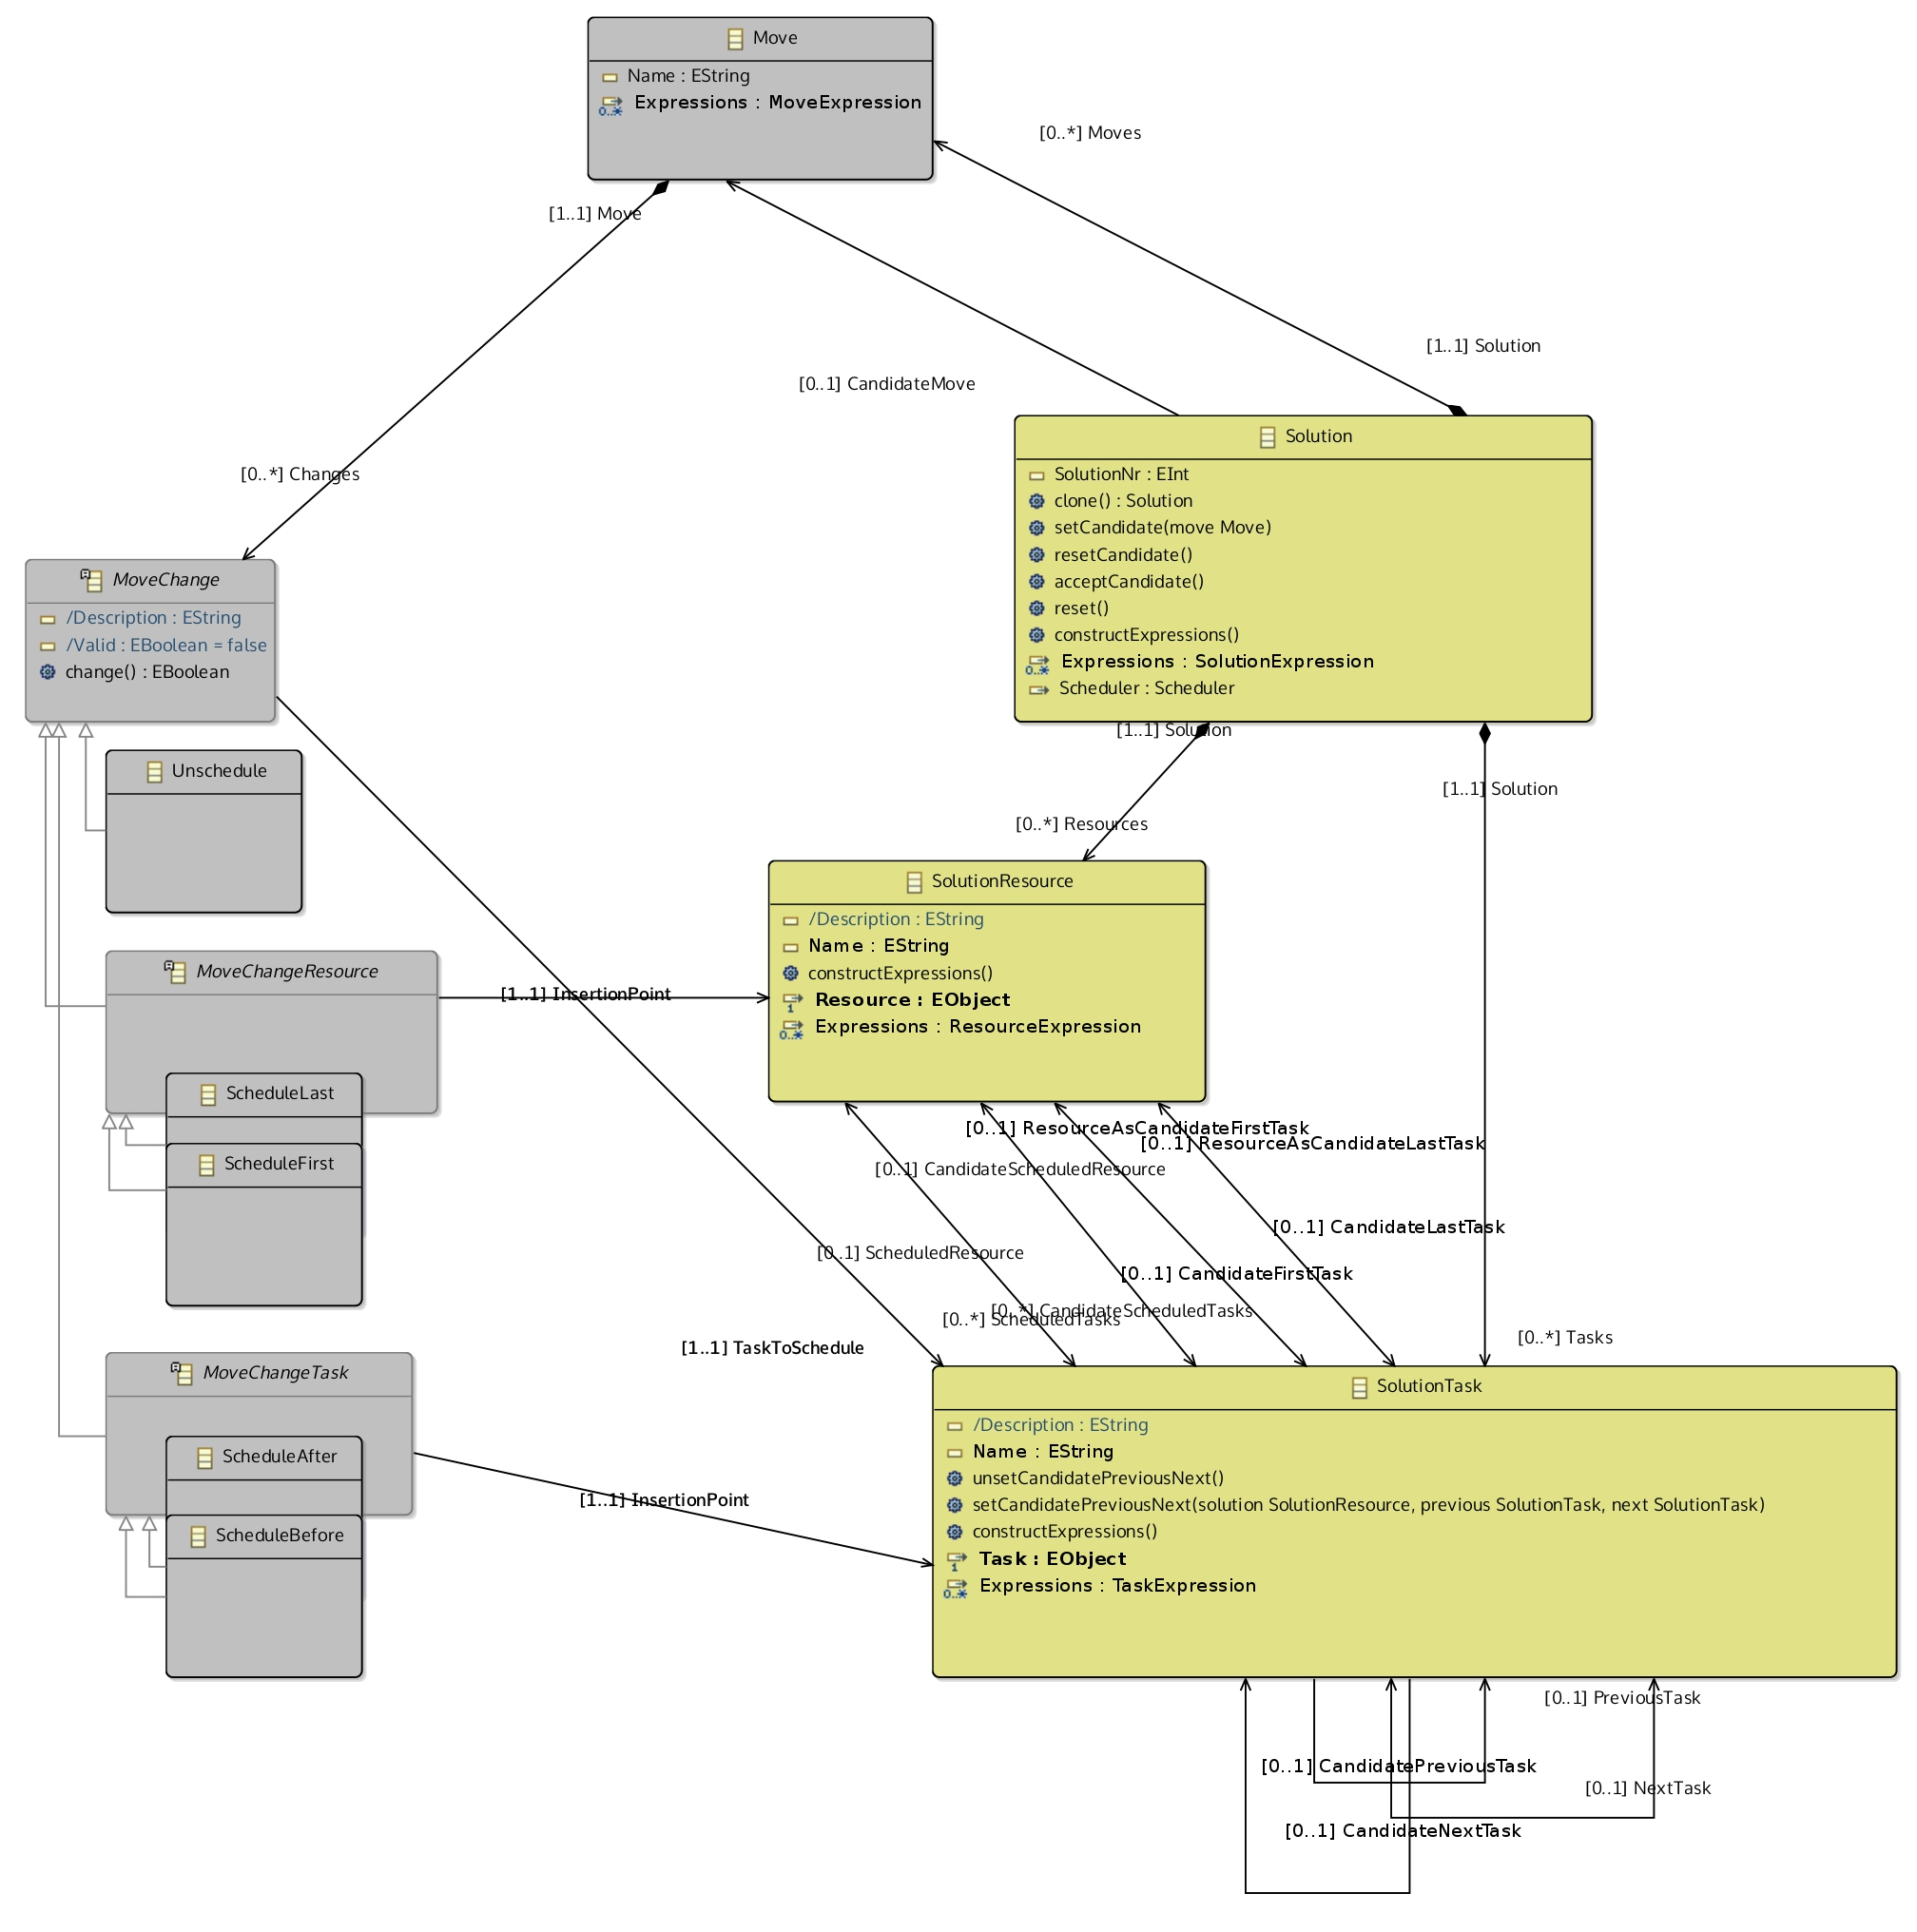 Move
Name : EString
0..*
Expressions : MoveExpression
[0..*] Moves
[1..1] Move
[1..1] Solution
[0..1] CandidateMove
[0..*] Changes
Solution
SolutionNr : EInt
clone() : Solution
setCandidate(move Move)
resetCandidate()
acceptCandidate()
reset()
constructExpressions()
0..*
Expressions : SolutionExpression
Scheduler : Scheduler
MoveChange
/Description : EString
/Valid : EBoolean = false
change() : EBoolean
[1..1] Solution
[1..1] Solution
[0..*] Resources
Unschedule
SolutionResource
/Description : EString
Name : EString
constructExpressions()
1
Resource : EObject
0..*
Expressions : ResourceExpression
MoveChangeResource
[1..1] InsertionPoint
ScheduleLast
ScheduleFirst
[0..1] ResourceAsCandidateFirstTask
[0..1] ResourceAsCandidateLastTask
[0..1] CandidateScheduledResource
[0..1] CandidateLastTask
[0..1] ScheduledResource
[0..1] CandidateFirstTask
[0..*] CandidateScheduledTasks
[0..*] ScheduledTasks
[1..1] TaskToSchedule
[0..*] Tasks
MoveChangeTask
ScheduleAfter
ScheduleBefore
[1..1] InsertionPoint
SolutionTask
/Description : EString
Name : EString
unsetCandidatePreviousNext()
setCandidatePreviousNext(solution SolutionResource, previous SolutionTask, next SolutionTask)
constructExpressions()
1
Task : EObject
0..*
Expressions : TaskExpression
[0..1] PreviousTask
[0..1] CandidatePreviousTask
[0..1] NextTask
[0..1] CandidateNextTask